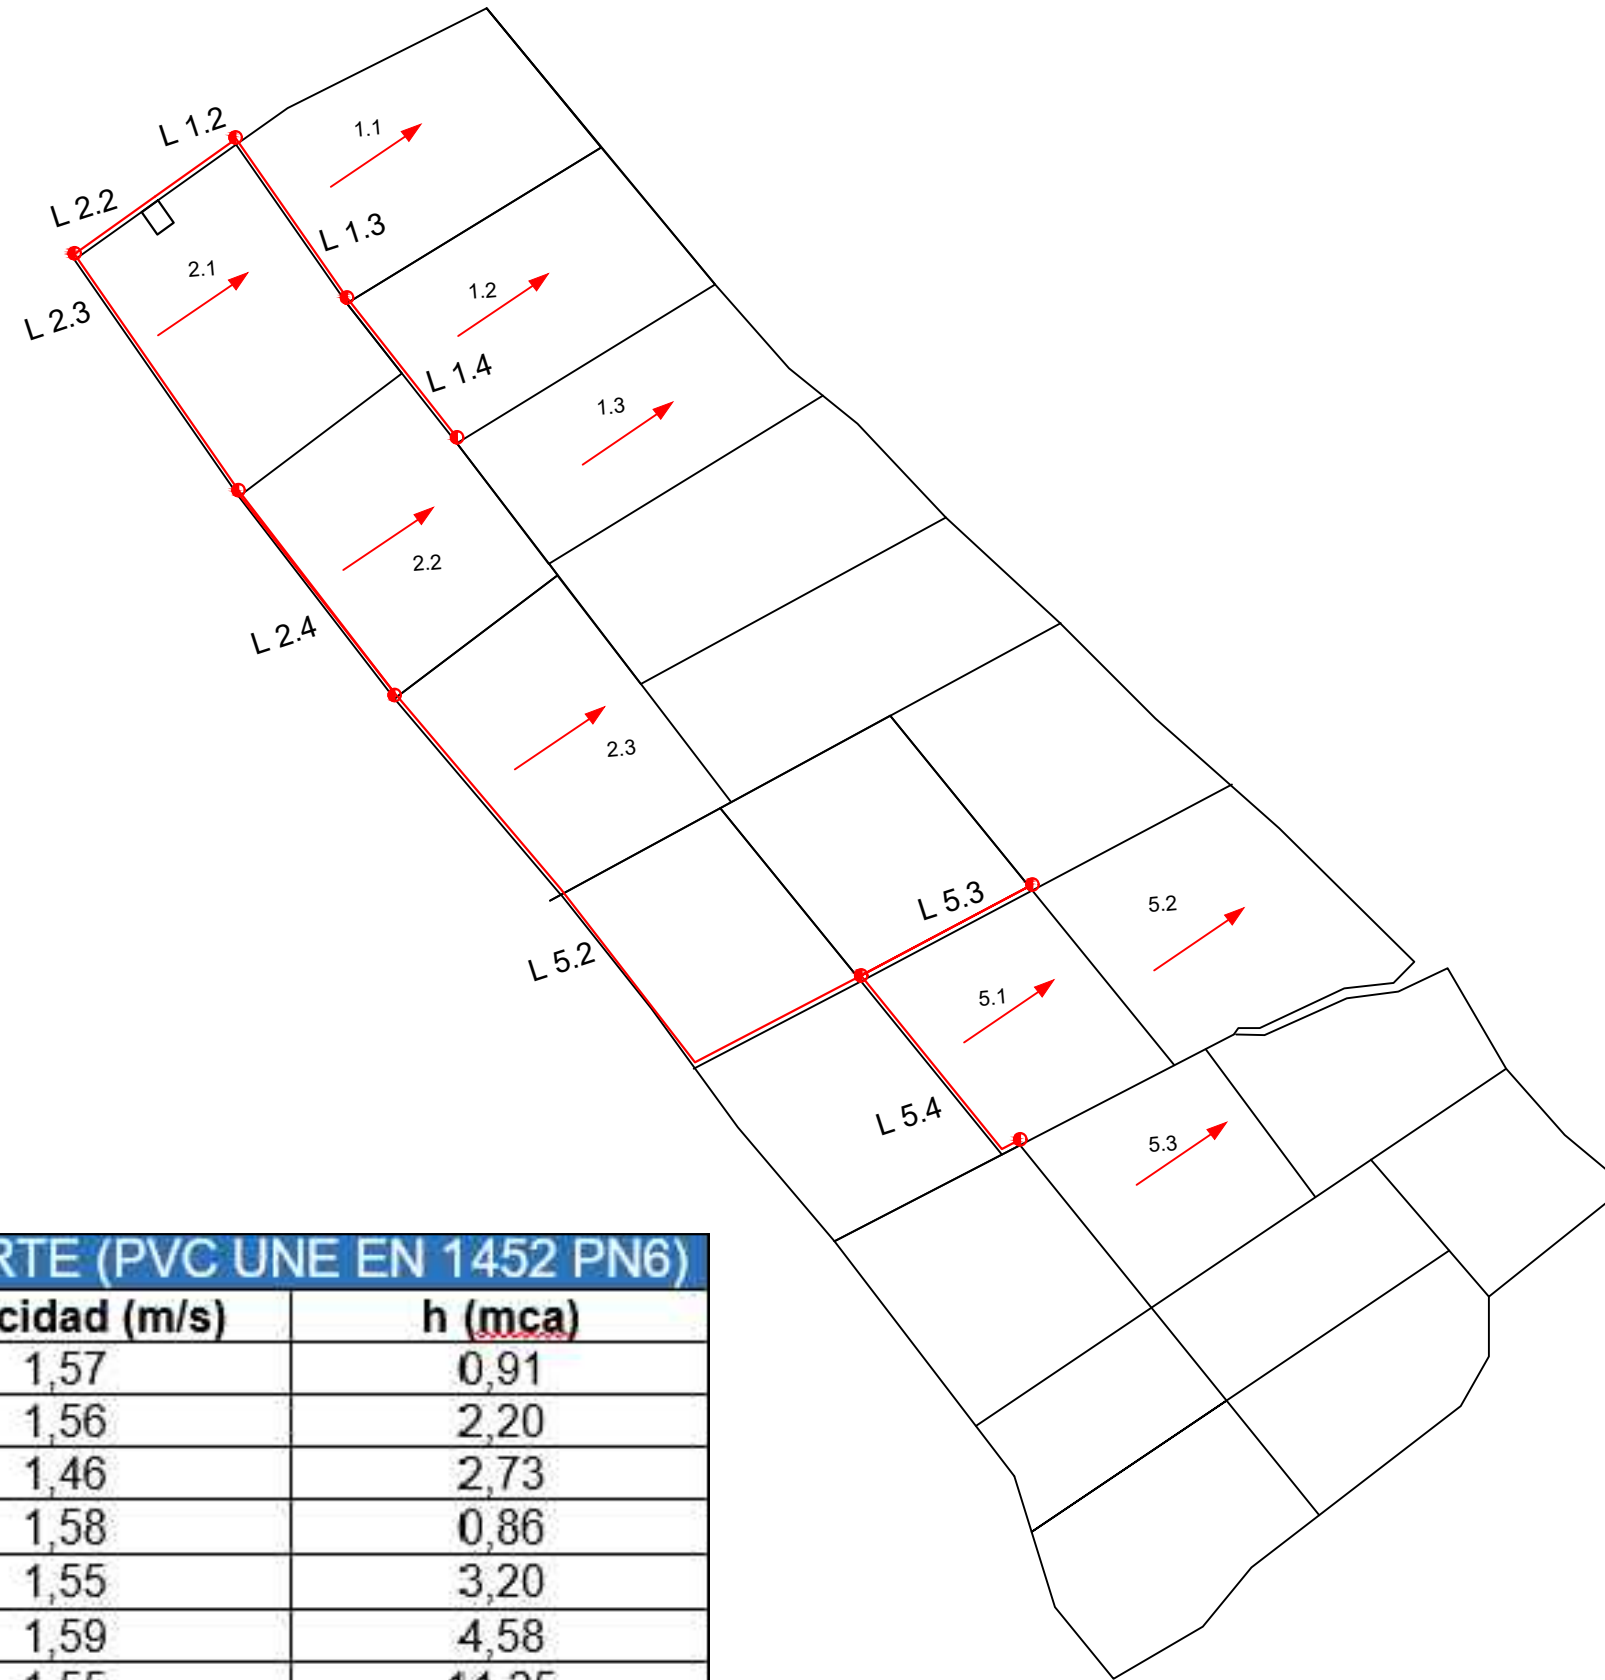 L 1.2
1.1
L 2.2
L 1.3
2.1
1.2
L 2.3
L 1.4
1.3
2.2
L 2.4
2.3
L 5.3
5.2
L 5.2
5.1
L 5.4
5.3
RTE (PVC UNE EN 1452 PN6)
cidad (m/s) h (mca)
1,57 0,91
1,56 2,20
1,46 2,73
1,58 0,86
1,55 3,20
1,59 4,58